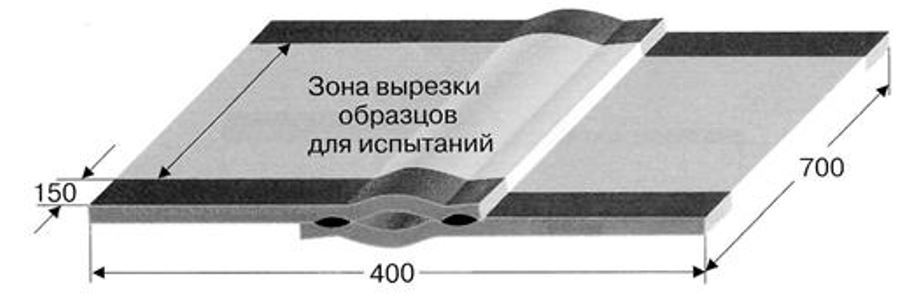 Зона вырезки
образцов
для испытаний
150
700
400